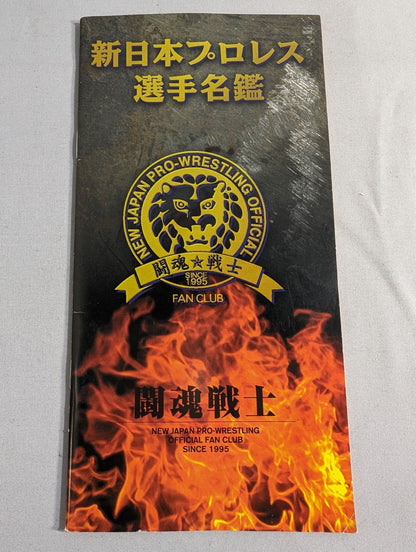 新日本プロレス
選手名鑑
NEW JAPAN PRO-WRESTLING OFFICIAL
闘魂☆戦士
SINCE
1995
FAN CLUB
闘魂戦士
NEW JAPAN PRO-WRESTLING
OFFICIAL FAN CLUB
SINCE 1995